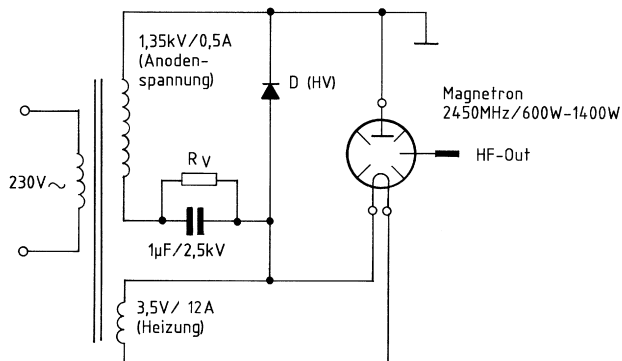 1,35kV/0,5A
(Anoden-
spannung)
D (HV)
Magnetron
2450MHz/600W-1400W
HF-Out
RV
230V~
1µF/2,5kV
3,5V/ 12A
(Heizung)